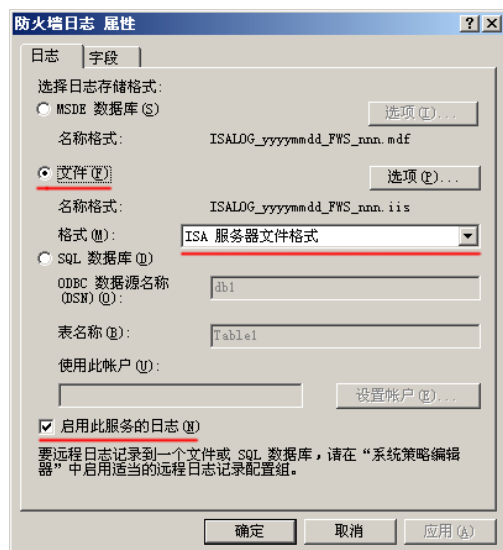 防火墙日志 属性
日志 字段
选择日志存储格式:
MSDE 数据库(S) 选项(I)...
名称格式: ISALOG_yyyymmdd_FWS_nnn.mdf
文件(F) 选项(P)...
名称格式: ISALOG_yyyymmdd_FWS_nnn.iis
格式(M): ISA 服务器文件格式
SQL 数据库(D)
ODBC 数据源名称
(DSN)(O): db1
表名称(B): Table1
使用此帐户(U):
设置帐户(E)...
启用此服务的日志(N)
要远程日志记录到一个文件或 SQL 数据库，请在“系统策略编辑
器”中启用适当的远程日志记录配置组。
确定 取消 应用(A)